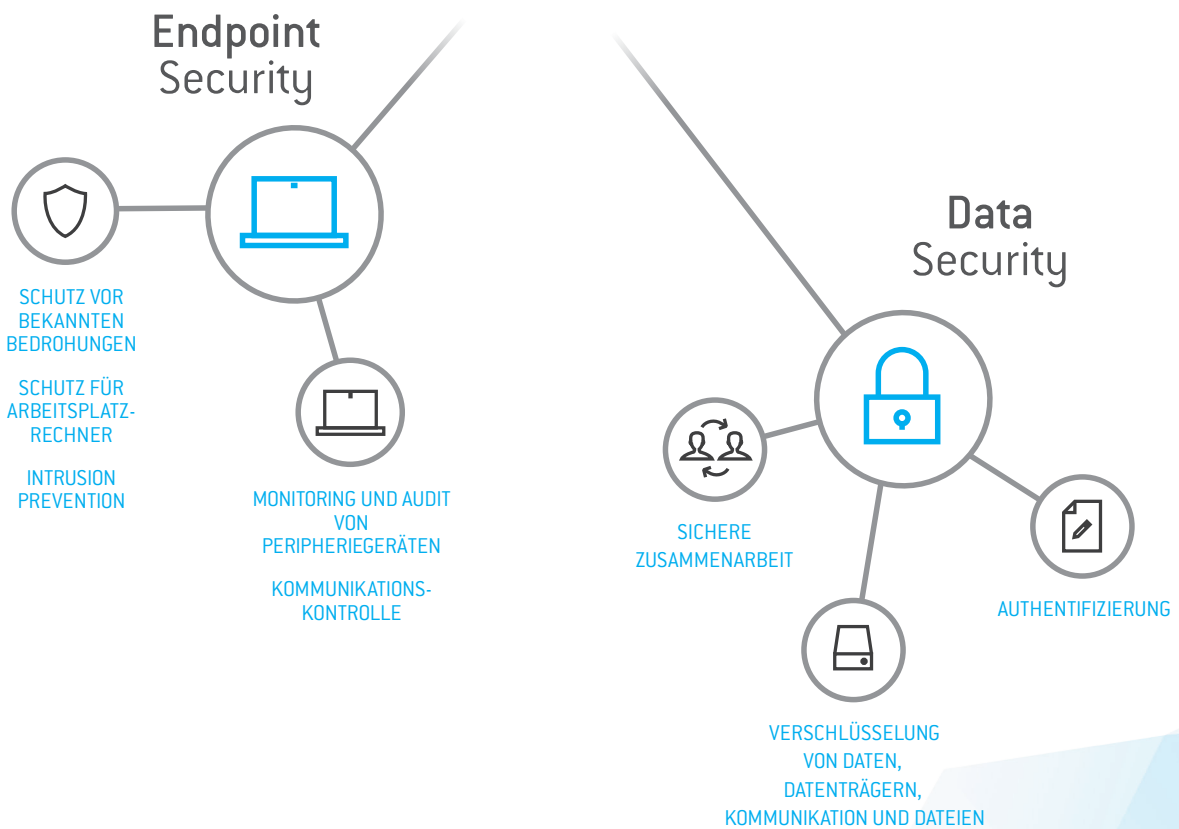 Endpoint
Security
SCHUTZ VOR
BEKANNTEN
BEDROHUNGEN
SCHUTZ FÜR
ARBEITSPLATZ-
RECHNER
INTRUSION
PREVENTION
MONITORING UND AUDIT
VON
PERIPHERIEGERÄTEN
KOMMUNIKATIONS-
KONTROLLE
Data
Security
SICHERE
ZUSAMMENARBEIT
VERSCHLÜSSELUNG
VON DATEN,
DATENTRÄGERN,
KOMMUNIKATION UND DATEIEN
AUTHENTIFIZIERUNG